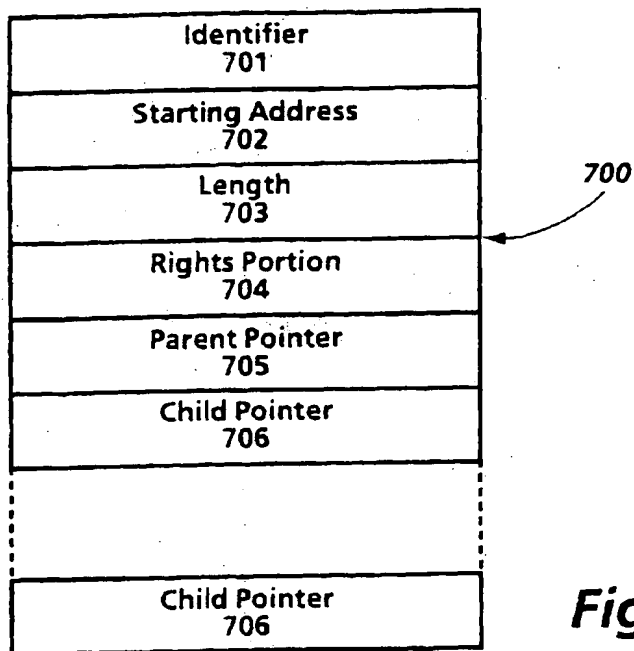 Identifier
701
Starting Address
702
Length
703
700
Rights Portion
704
Parent Pointer
705
Child Pointer
706
Child Pointer
706
Fig